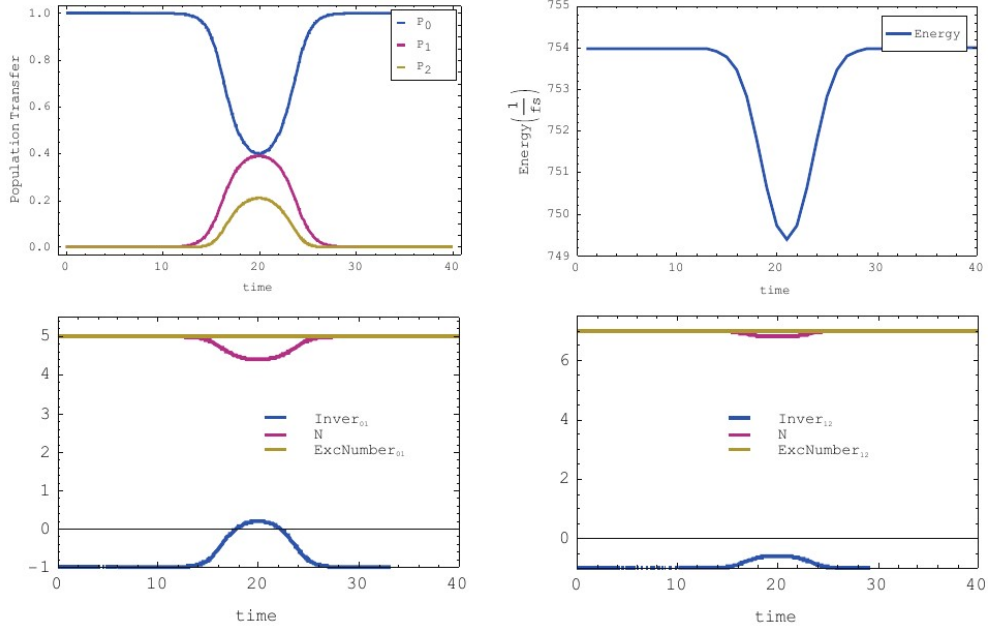 P0
P1
P2
1.0
0.8
0.6
0.4
0.2
0.0
Population Transfer
0 10 20 30 40
time
Energy
755
754
753
752
751
750
749
Energy(1/fs)
0 10 20 30 40
time
5
4
3
2
1
0
-1
Inver01
N
ExcNumber01
0 10 20 30 40
time
6
4
2
0
Inver12
N
ExcNumber12
0 10 20 30 40
time